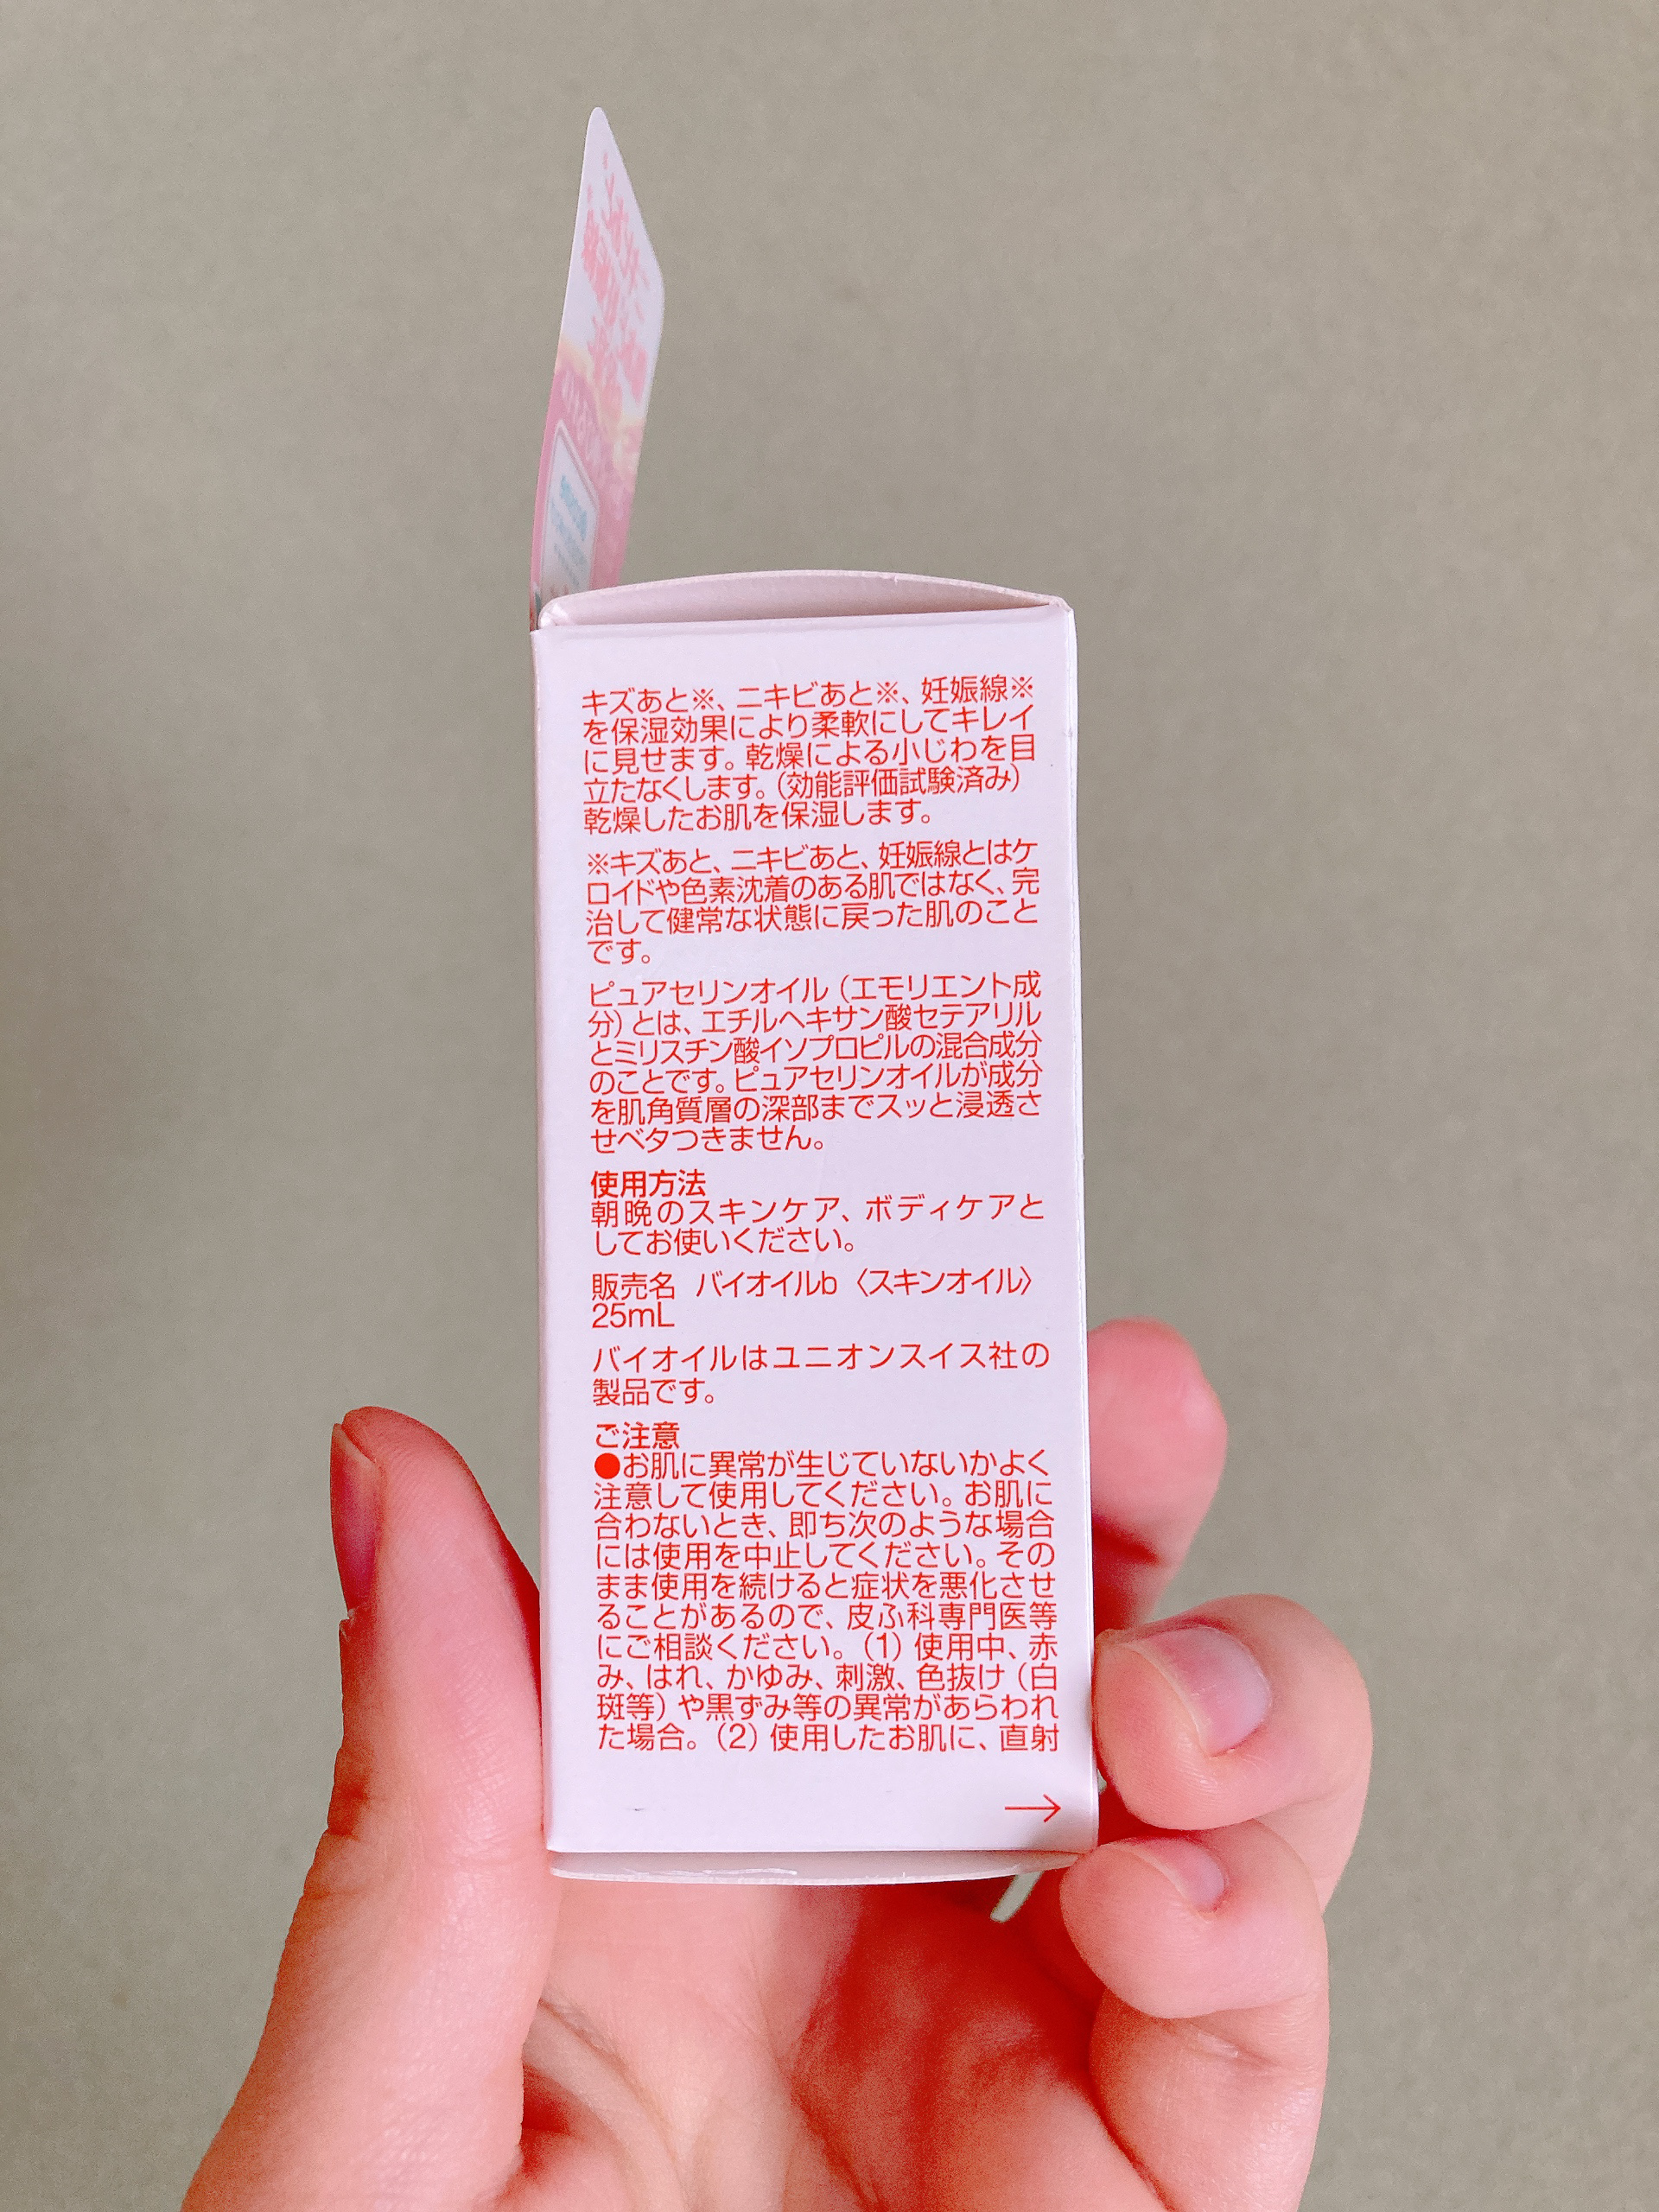 キズあと※、ニキビあと※、妊娠線※
を保湿効果により柔軟にしてキレイ
に見せます。乾燥による小じわを目
立たなくします。（効能評価試験済み）
乾燥したお肌を保湿します。
※キズあと、ニキビあと、妊娠線とはケ
ロイドや色素沈着のある肌ではなく、完
治して健常な状態に戻った肌のこと
です。
ピュアセリンオイル（エモリエント成
分）とは、エチルヘキサン酸セテアリル
とミリスチン酸イソプロピルの混合成分
のことです。ピュアセリンオイルが成分
を肌角質層の深部までスッと浸透さ
せベタつきません。
使用方法
朝晩のスキンケア、ボディケアと
してお使いください。
販売名 バイオイルb〈スキンオイル〉
25mL
バイオイルはユニオンスイス社の
製品です。
ご注意
●お肌に異常が生じていないかよく
注意して使用してください。お肌に
合わないとき、即ち次のような場合
には使用を中止してください。その
まま使用を続けると症状を悪化させ
ることがあるので、皮ふ科専門医等
にご相談ください。（1）使用中、赤
み、はれ、かゆみ、刺激、色抜け（白
斑等）や黒ずみ等の異常があらわれ
た場合。（2）使用したお肌に、直射
→